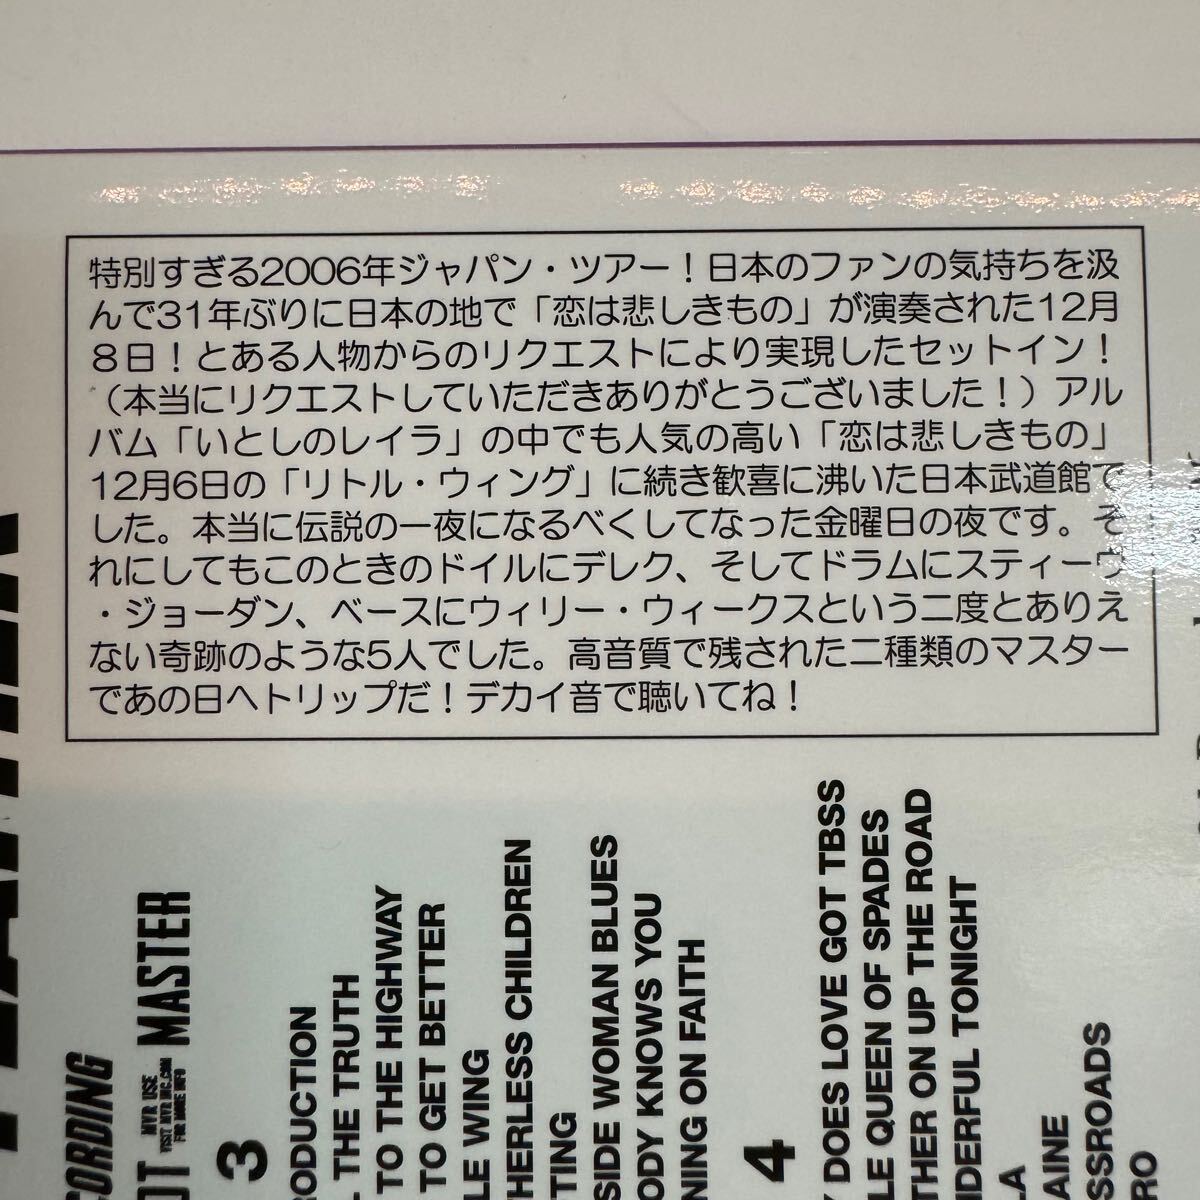 特別すぎる2006年ジャパン・ツアー！日本のファンの気持ちを汲
んで31年ぶりに日本の地で「恋は悲しきもの」が演奏された12月
8日！とある人物からのリクエストにより実現したセットイン！
（本当にリクエストしていただきありがとうございました！）アル
バム「いとしのレイラ」の中でも人気の高い「恋は悲しきもの」
12月6日の「リトル・ウィング」に続き歓喜に沸いた日本武道館で
した。本当に伝説の一夜になるべくしてなった金曜日の夜です。そ
れにしてもこのときのドイルにデレク、そしてドラムにスティーヴ
・ジョーダン、ベースにウィリー・ウィークスという二度とありえ
ない奇跡のような5人でした。高音質で残された二種類のマスター
であの日へトリップだ！デカイ音で聴いてね！
CORDING
OT MASTER
MVR USE
3
ODUCTION
L THE TRUTH
TO THE HIGHWAY
TO GET BETTER
LE WING
THERLESS CHILDREN
TING
SIDE WOMAN BLUES
ODY KNOWS YOU
NING ON FAITH
4
Y DOES LOVE GOT TBSS
LE QUEEN OF SPADES
THER ON UP THE ROAD
NDERFUL TONIGHT
A
AINE
SSROADS
RO